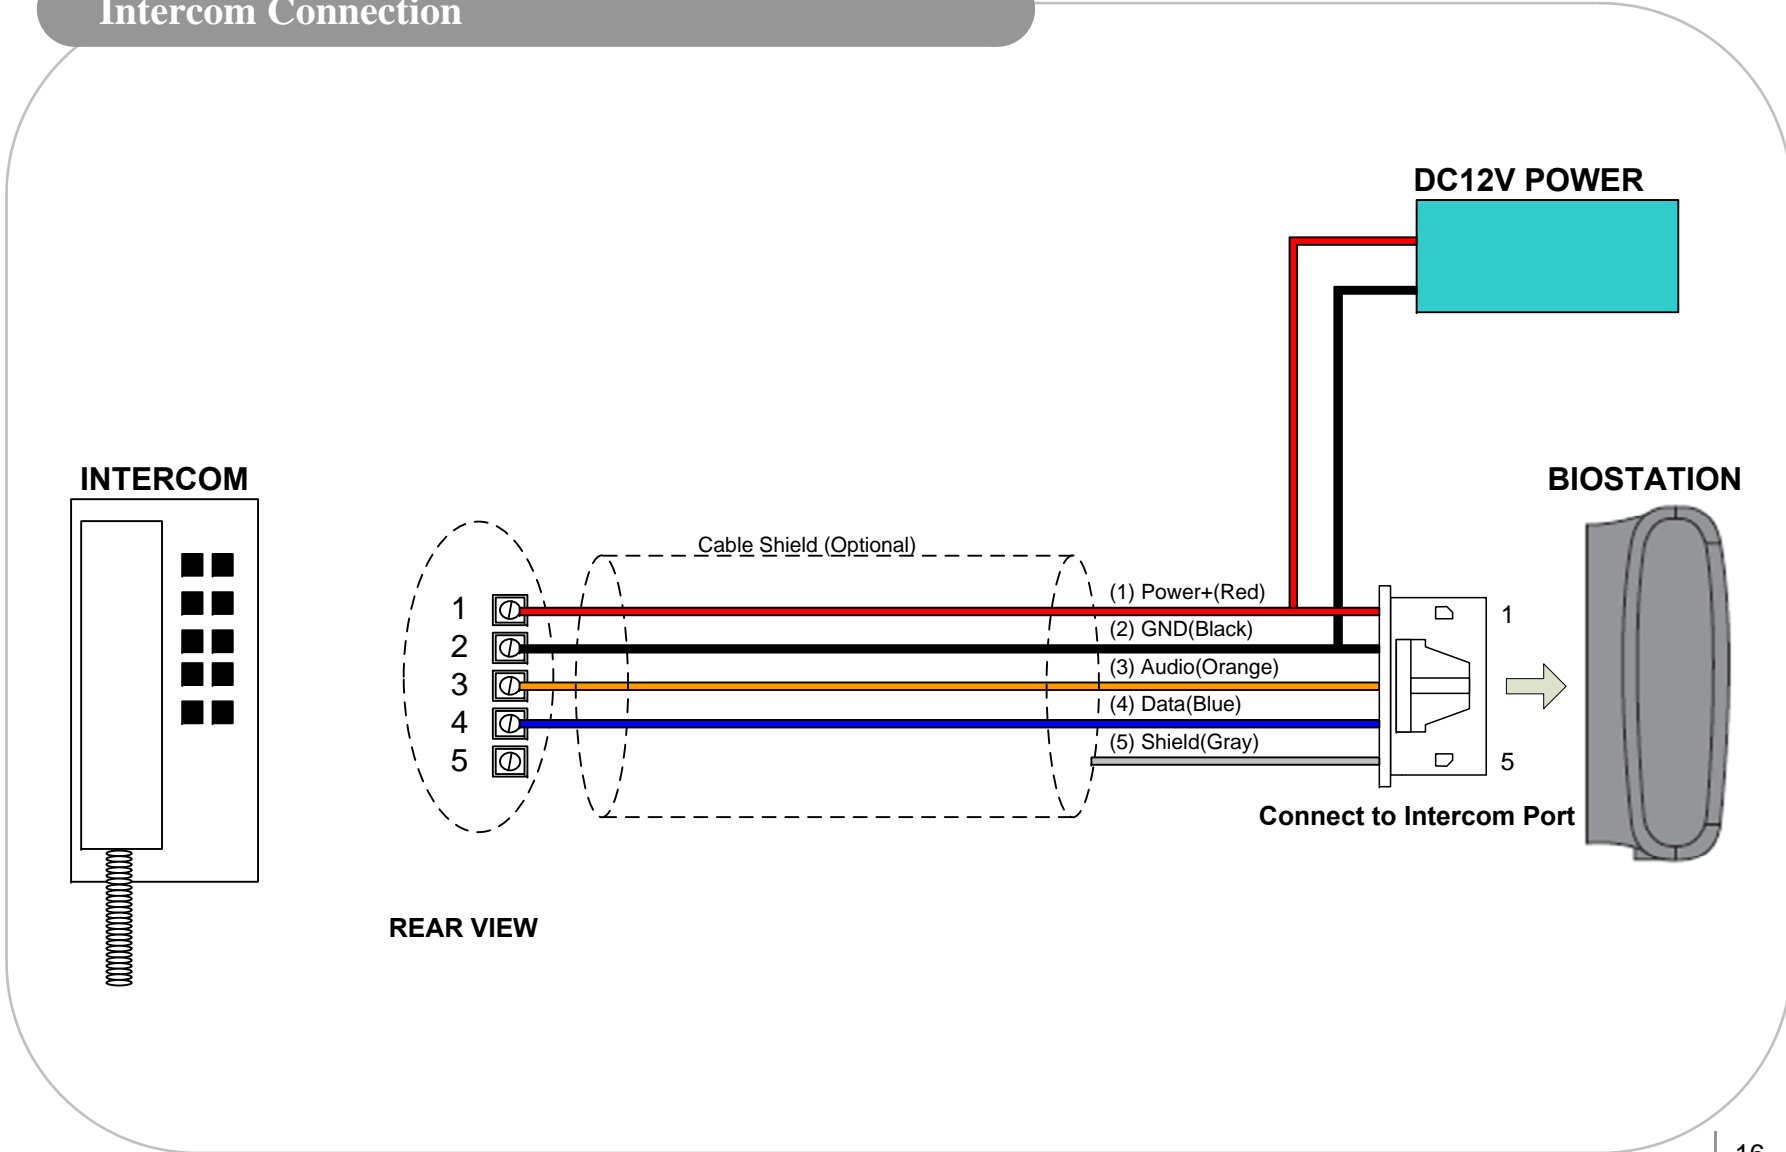 Intercom Connection
DC12V POWER
INTERCOM
BIOSTATION
Cable Shield (Optional)
(1) Power+(Red)
1
1
(2) GND(Black)
2
(3) Audio(Orange)
3
(4) Data(Blue)
4
(5) Shield(Gray)
5
5
Connect to Intercom Port
REAR VIEW
16